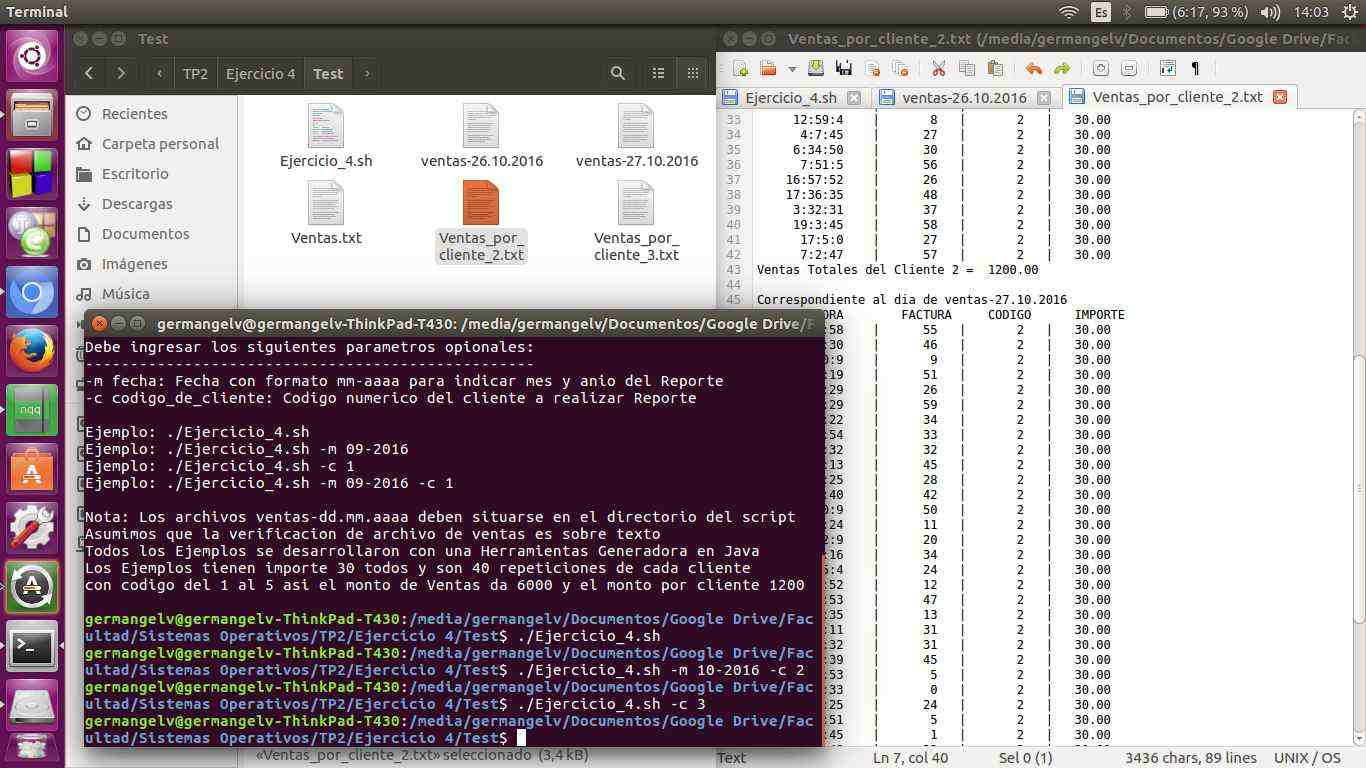 Terminal
Es (6:17, 93 %) 14:03
Test
TP2 Ejercicio 4 Test
Recientes
Carpeta personal
Escritorio
Descargas
Documentos
Imágenes
Música
Ejercicio_4.sh
ventas-26.10.2016
ventas-27.10.2016
Ventas.txt
Ventas_por_
cliente_2.txt
Ventas_por_
cliente_3.txt
«Ventas_por_cliente_2.txt» seleccionado (3,4 kB)
nqq
germangelv@germangelv-ThinkPad-T430: /media/germangelv/Documentos/Google Drive/F
Debe ingresar los siguientes parametros opionales:
--------------------------------------------------
-m fecha: Fecha con formato mm-aaaa para indicar mes y anio del Reporte
-c codigo_de_cliente: Codigo numerico del cliente a realizar Reporte
Ejemplo: ./Ejercicio_4.sh
Ejemplo: ./Ejercicio_4.sh -m 09-2016
Ejemplo: ./Ejercicio_4.sh -c 1
Ejemplo: ./Ejercicio_4.sh -m 09-2016 -c 1
Nota: Los archivos ventas-dd.mm.aaaa deben situarse en el directorio del script
Asumimos que la verificacion de archivo de ventas es sobre texto
Todos los Ejemplos se desarrollaron con una Herramientas Generadora en Java
Los Ejemplos tienen importe 30 todos y son 40 repeticiones de cada cliente
con codigo del 1 al 5 asi el monto de Ventas da 6000 y el monto por cliente 1200
germangelv@germangelv-ThinkPad-T430:/media/germangelv/Documentos/Google Drive/Fac
ultad/Sistemas Operativos/TP2/Ejercicio 4/Test$ ./Ejercicio_4.sh
germangelv@germangelv-ThinkPad-T430:/media/germangelv/Documentos/Google Drive/Fac
ultad/Sistemas Operativos/TP2/Ejercicio 4/Test$ ./Ejercicio_4.sh -m 10-2016 -c 2
germangelv@germangelv-ThinkPad-T430:/media/germangelv/Documentos/Google Drive/Fac
ultad/Sistemas Operativos/TP2/Ejercicio 4/Test$ ./Ejercicio_4.sh -c 3
germangelv@germangelv-ThinkPad-T430:/media/germangelv/Documentos/Google Drive/Fac
ultad/Sistemas Operativos/TP2/Ejercicio 4/Test$
Ventas_por_cliente_2.txt (/media/germangelv/Documentos/Google Drive/Fac
Ejercicio_4.sh ventas-26.10.2016 Ventas_por_cliente_2.txt
33 12:59:4 | 8 | 2 | 30.00
34 4:7:45 | 27 | 2 | 30.00
35 6:34:50 | 30 | 2 | 30.00
36 7:51:5 | 56 | 2 | 30.00
37 16:57:52 | 26 | 2 | 30.00
38 17:36:35 | 48 | 2 | 30.00
39 3:32:31 | 37 | 2 | 30.00
40 19:3:45 | 58 | 2 | 30.00
41 17:5:0 | 27 | 2 | 30.00
42 7:2:47 | 57 | 2 | 30.00
43 Ventas Totales del Cliente 2 = 1200.00
44
45 Correspondiente al dia de ventas-27.10.2016
ORA FACTURA CODIGO IMPORTE
:58 | 55 | 2 | 30.00
:30 | 46 | 2 | 30.00
0:9 | 9 | 2 | 30.00
:19 | 51 | 2 | 30.00
:29 | 26 | 2 | 30.00
:29 | 59 | 2 | 30.00
:22 | 34 | 2 | 30.00
:54 | 33 | 2 | 30.00
:32 | 32 | 2 | 30.00
:13 | 45 | 2 | 30.00
:25 | 28 | 2 | 30.00
:40 | 42 | 2 | 30.00
0:9 | 50 | 2 | 30.00
:24 | 11 | 2 | 30.00
2:9 | 20 | 2 | 30.00
:16 | 34 | 2 | 30.00
:4 | 24 | 2 | 30.00
:52 | 12 | 2 | 30.00
:53 | 47 | 2 | 30.00
:35 | 13 | 2 | 30.00
:11 | 31 | 2 | 30.00
:32 | 31 | 2 | 30.00
:39 | 45 | 2 | 30.00
:53 | 5 | 2 | 30.00
:33 | 0 | 2 | 30.00
:25 | 24 | 2 | 30.00
:51 | 5 | 2 | 30.00
:45 | 1 | 2 | 30.00
Text Ln 7, col 40 Sel 0 (1) 3436 chars, 89 lines UNIX / OS